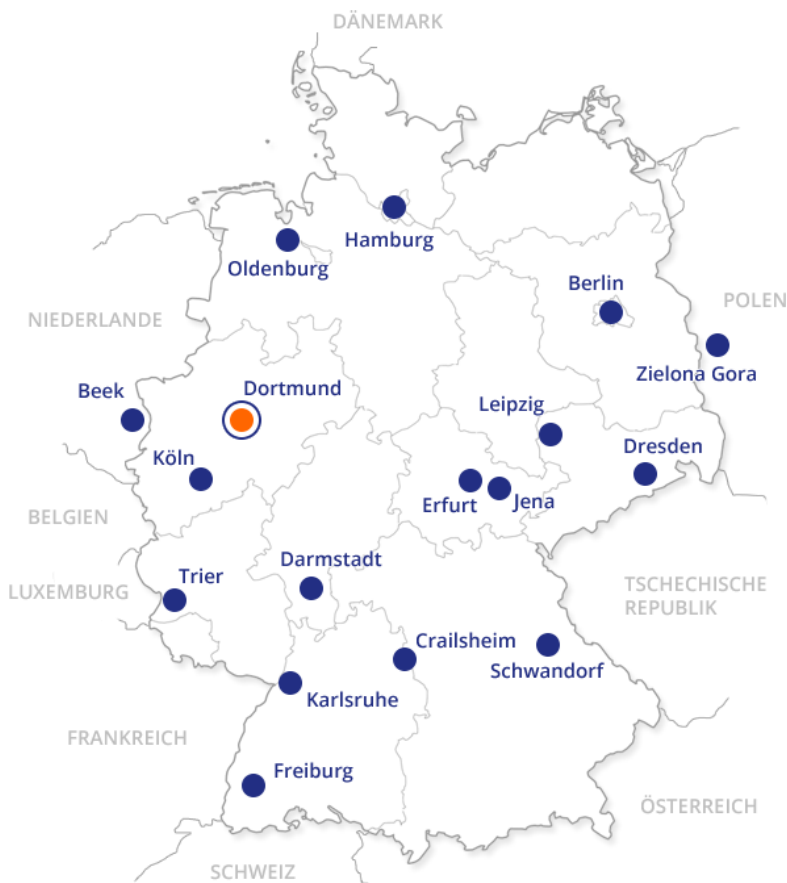 DÄNEMARK
Hamburg
Oldenburg
Berlin
POLEN
NIEDERLANDE
Zielona Gora
Beek
Dortmund
Leipzig
Dresden
Köln
Erfurt
Jena
BELGIEN
Darmstadt
Trier
LUXEMBURG
TSCHECHISCHE
REPUBLIK
Crailsheim
Schwandorf
Karlsruhe
FRANKREICH
Freiburg
ÖSTERREICH
SCHWEIZ